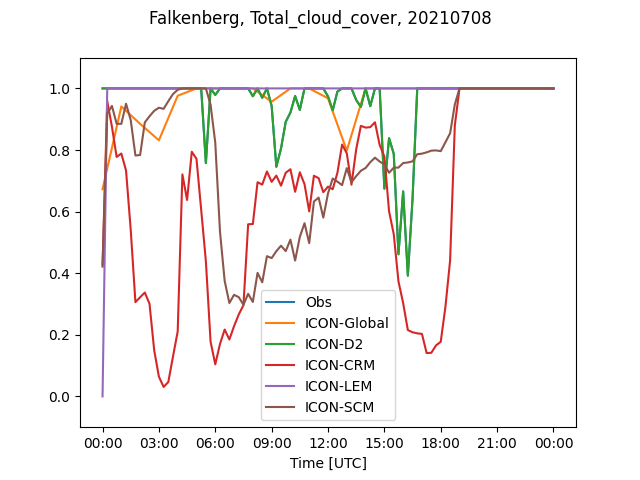 Falkenberg, Total_cloud_cover, 20210708
1.0
0.8
0.6
0.4
0.2
0.0
Obs
ICON-Global
ICON-D2
ICON-CRM
ICON-LEM
ICON-SCM
00:00 03:00 06:00 09:00 12:00 15:00 18:00 21:00 00:00
Time [UTC]